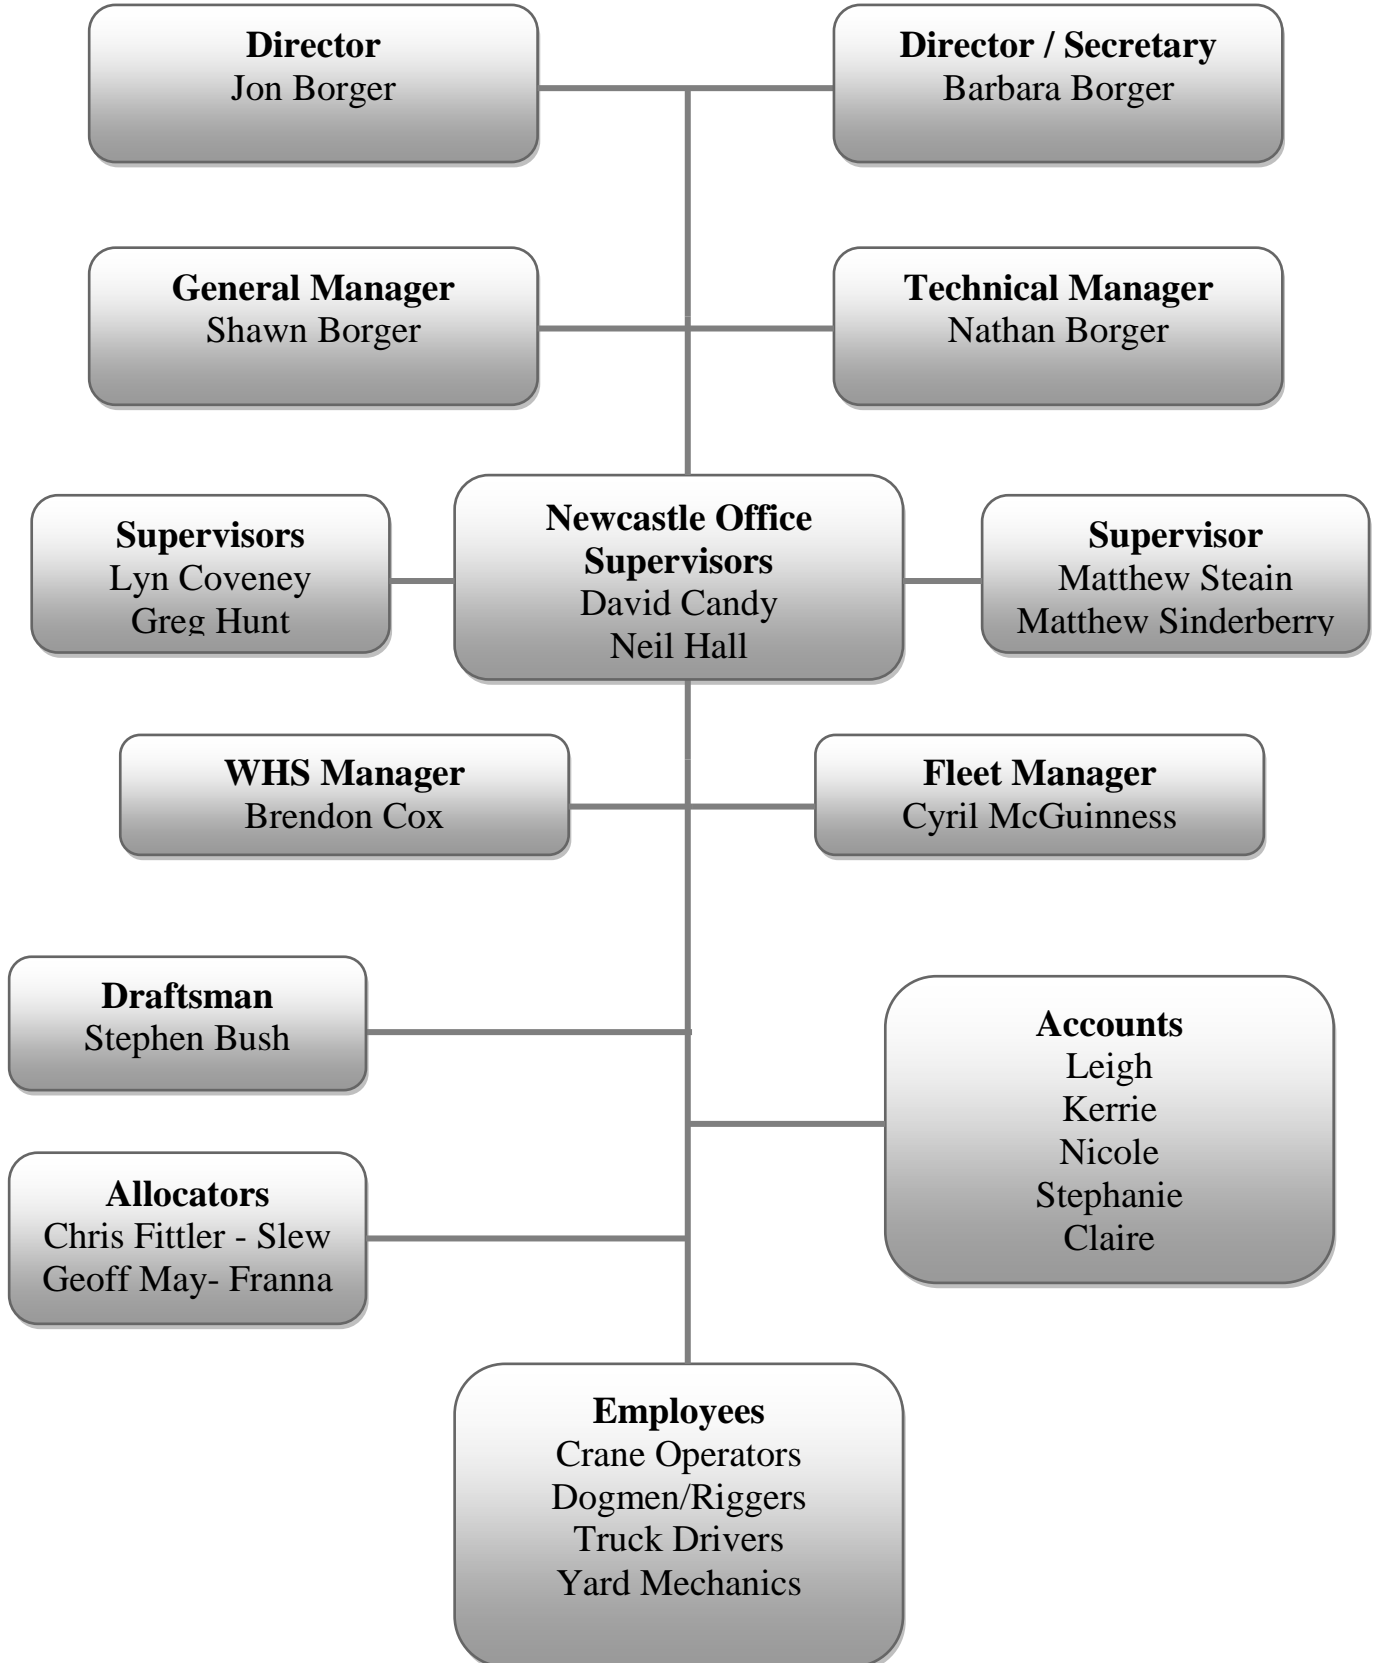 Director
Jon Borger
Director / Secretary
Barbara Borger
General Manager
Shawn Borger
Technical Manager
Nathan Borger
Supervisors
Lyn Coveney
Greg Hunt
Newcastle Office
Supervisors
David Candy
Neil Hall
Supervisor
Matthew Steain
Matthew Sinderberry
WHS Manager
Brendon Cox
Fleet Manager
Cyril McGuinness
Draftsman
Stephen Bush
Accounts
Leigh
Kerrie
Nicole
Stephanie
Claire
Allocators
Chris Fittler - Slew
Geoff May- Franna
Employees
Crane Operators
Dogmen/Riggers
Truck Drivers
Yard Mechanics